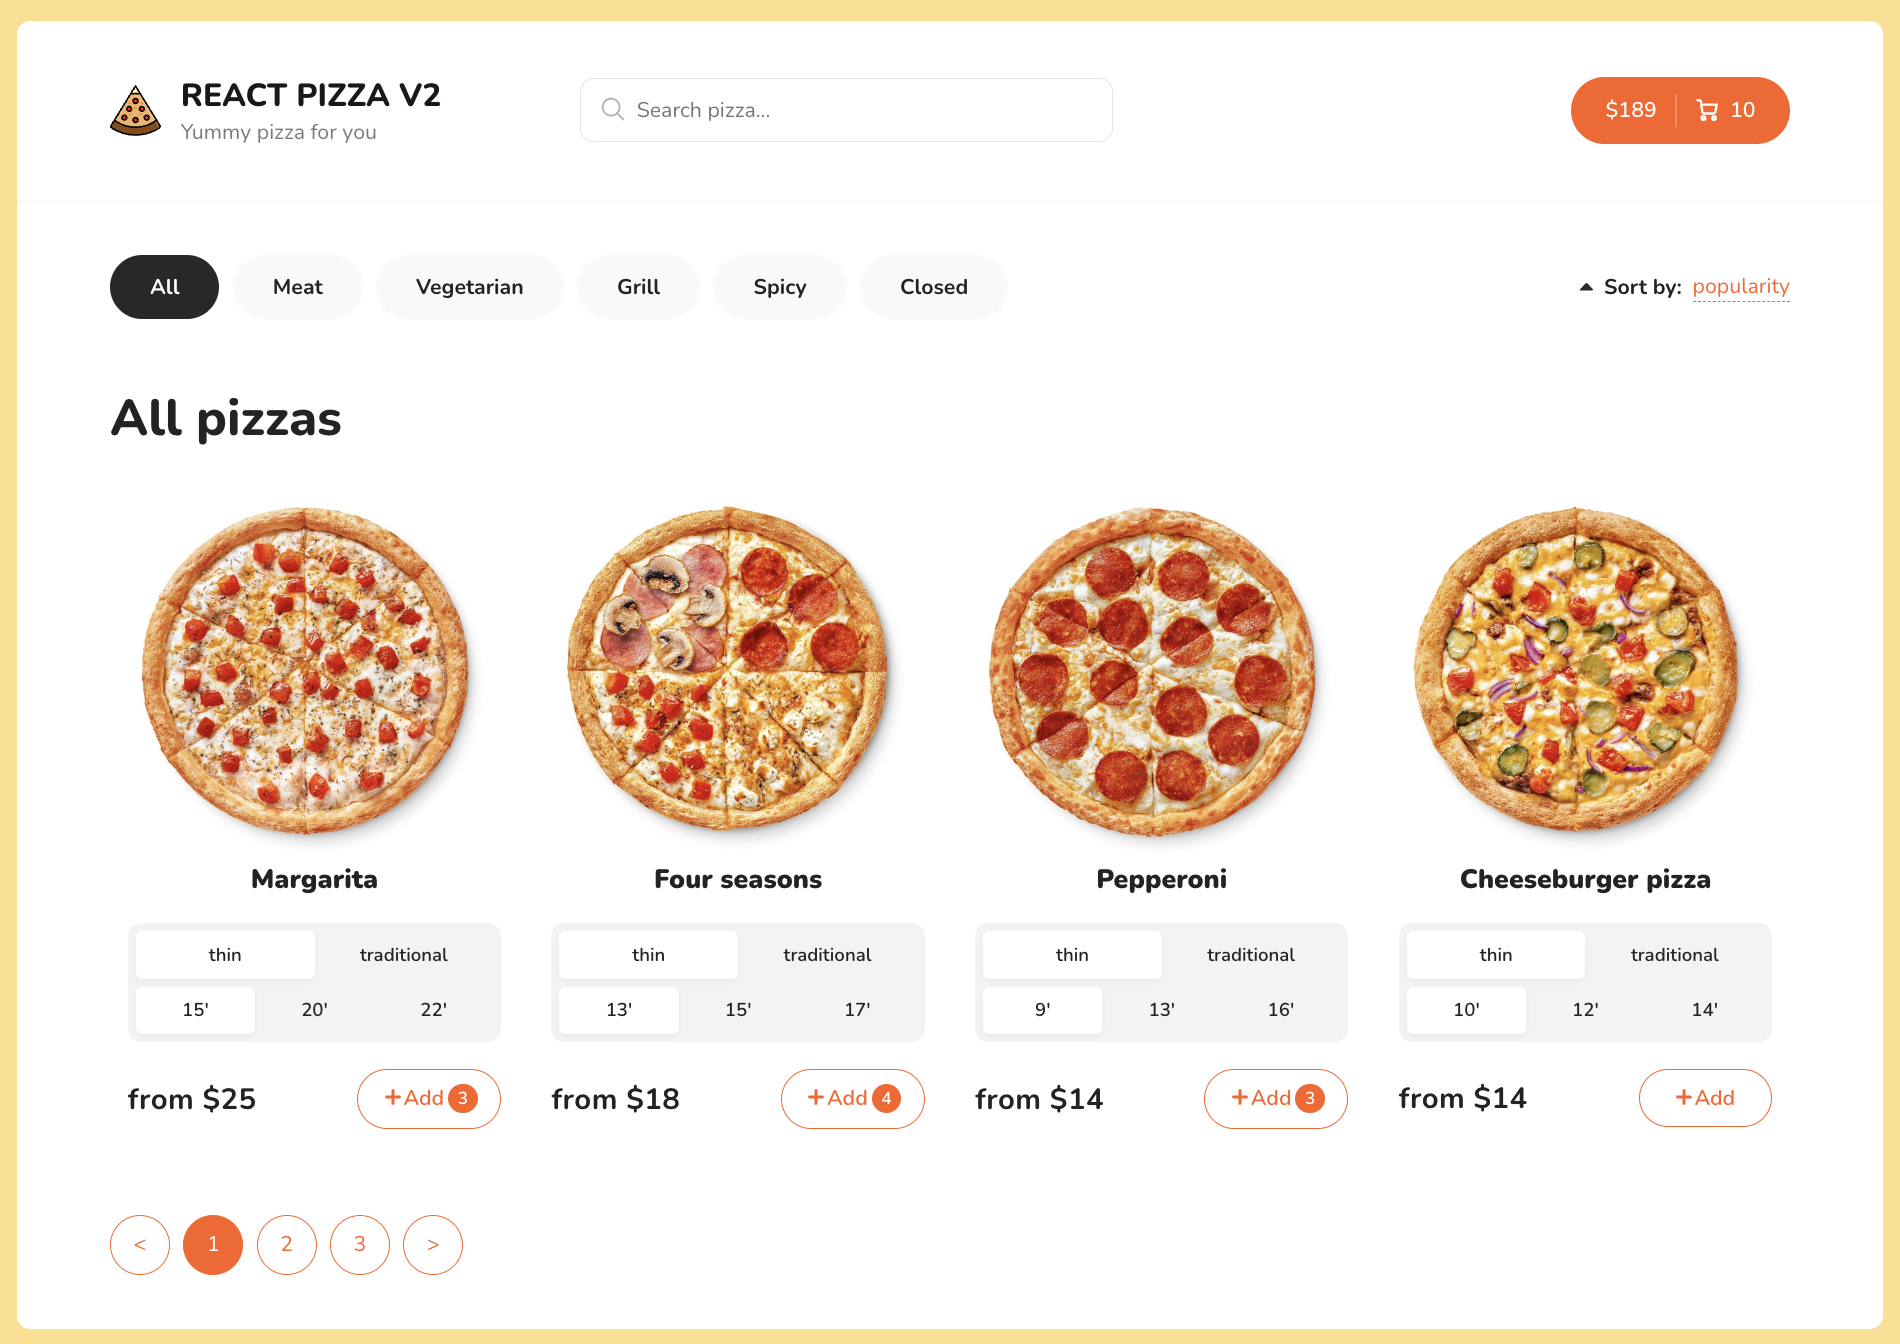 REACT PIZZA V2
Yummy pizza for you
Search pizza...
$189 10
All Meat Vegetarian Grill Spicy Closed
Sort by: popularity
All pizzas
Margarita
thin traditional
15' 20' 22'
from $25 +Add 3
Four seasons
thin traditional
13' 15' 17'
from $18 +Add 4
Pepperoni
thin traditional
9' 13' 16'
from $14 +Add 3
Cheeseburger pizza
thin traditional
10' 12' 14'
from $14 +Add
< 1 2 3 >